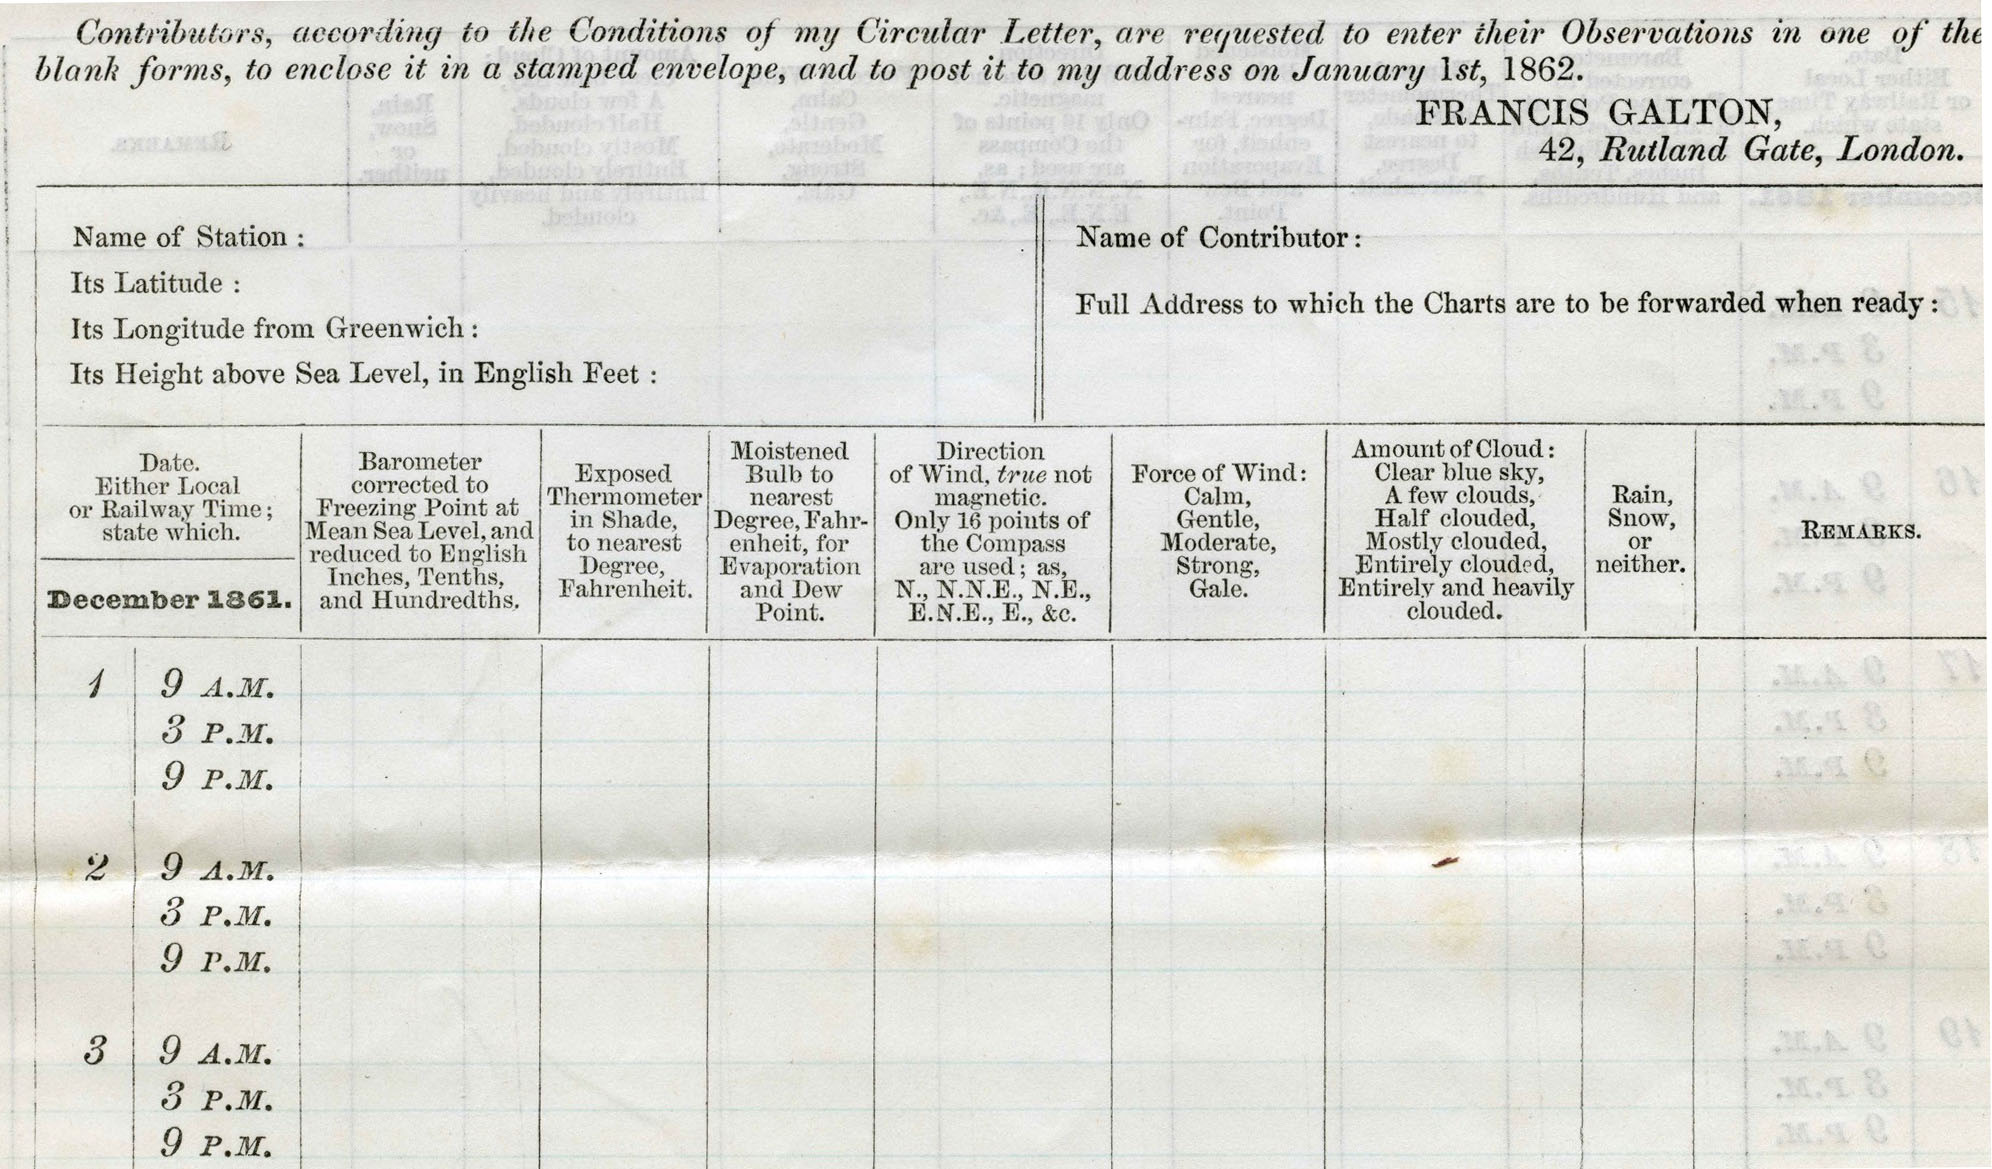 Contributors, according to the Conditions of my Circular Letter, are requested to enter their Observations in one of the
blank forms, to enclose it in a stamped envelope, and to post it to my address on January 1st, 1862.
FRANCIS GALTON,
42, Rutland Gate, London.
Name of Station :
Its Latitude :
Its Longitude from Greenwich :
Its Height above Sea Level, in English Feet :
Name of Contributor :
Full Address to which the Charts are to be forwarded when ready :
Date.
Either Local
or Railway Time ;
state which.
December 1861.
Barometer
corrected to
Freezing Point at
Mean Sea Level, and
reduced to English
Inches, Tenths,
and Hundredths.
Exposed
Thermometer
in Shade,
to nearest
Degree,
Fahrenheit.
Moistened
Bulb to
nearest
Degree, Fahr-
enheit, for
Evaporation
and Dew
Point.
Direction
of Wind, true not
magnetic.
Only 16 points of
the Compass
are used ; as,
N., N.N.E., N.E.,
E.N.E., E., &c.
Force of Wind :
Calm,
Gentle,
Moderate,
Strong,
Gale.
Amount of Cloud :
Clear blue sky,
A few clouds,
Half clouded,
Mostly clouded,
Entirely clouded,
Entirely and heavily
clouded.
Rain,
Snow,
or
neither.
REMARKS.
1 9 A.M.
3 P.M.
9 P.M.
2 9 A.M.
3 P.M.
9 P.M.
3 9 A.M.
3 P.M.
9 P.M.